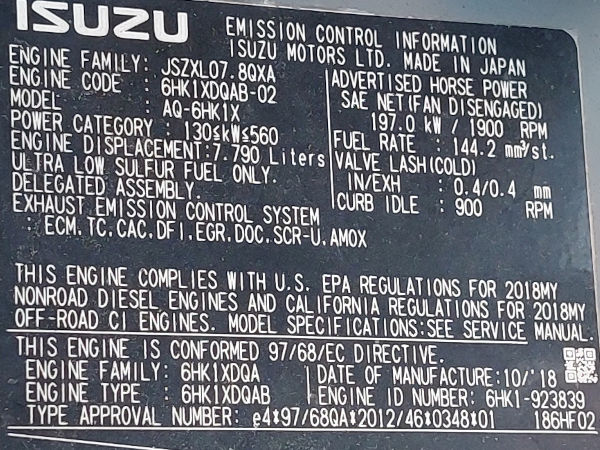 ISUZU EMISSION CONTROL INFORMATION
ISUZU MOTORS LTD. MADE IN JAPAN
ENGINE FAMILY: JSZXL07.8QXA
ENGINE CODE : 6HK1XDQAB-02
MODEL : AQ-6HK1X
POWER CATEGORY : 130≤kW≤560
ENGINE DISPLACEMENT:7.790 Liters
ULTRA LOW SULFUR FUEL ONLY.
DELEGATED ASSEMBLY.
EXHAUST EMISSION CONTROL SYSTEM
: ECM,TC,CAC,DFI,EGR,DOC,SCR-U,AMOX
ADVERTISED HORSE POWER
SAE NET(FAN DISENGAGED)
197.0 kW / 1900 RPM
FUEL RATE : 144.2 mm³/st.
VALVE LASH(COLD)
IN/EXH : 0.4/0.4 mm
CURB IDLE : 900 RPM
THIS ENGINE COMPLIES WITH U.S. EPA REGULATIONS FOR 2018MY
NONROAD DIESEL ENGINES AND CALIFORNIA REGULATIONS FOR 2018MY
OFF-ROAD CI ENGINES. MODEL SPECIFICATIONS:SEE SERVICE MANUAL.
THIS ENGINE IS CONFORMED 97/68/EC DIRECTIVE.
ENGINE FAMILY : 6HK1XDQA
ENGINE TYPE : 6HK1XDQAB
DATE OF MANUFACTURE:10/'18
ENGINE ID NUMBER: 6HK1-923839
TYPE APPROVAL NUMBER: e4*97/68QA*2012/46*0348*01 186HF02